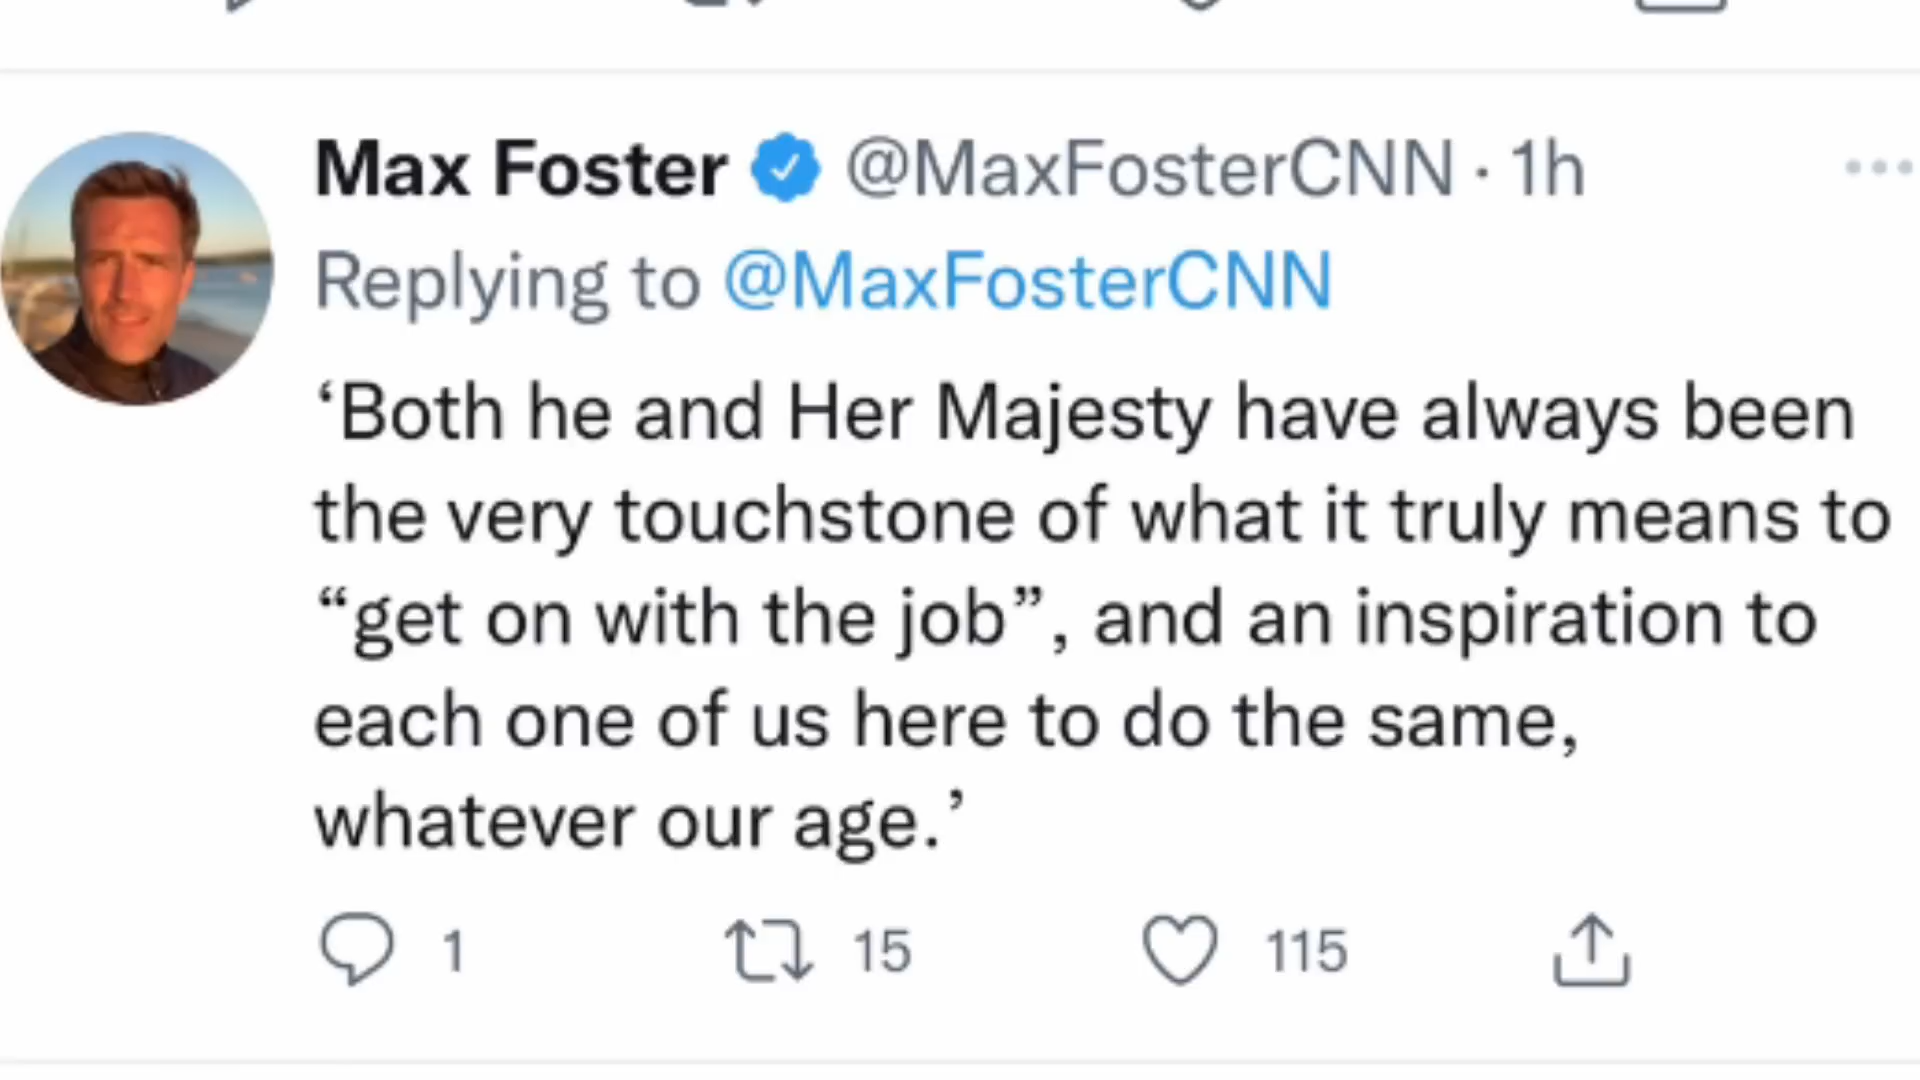 Max Foster @MaxFosterCNN · 1h
Replying to @MaxFosterCNN
‘Both he and Her Majesty have always been
the very touchstone of what it truly means to
“get on with the job”, and an inspiration to
each one of us here to do the same,
whatever our age.’
1 15 115